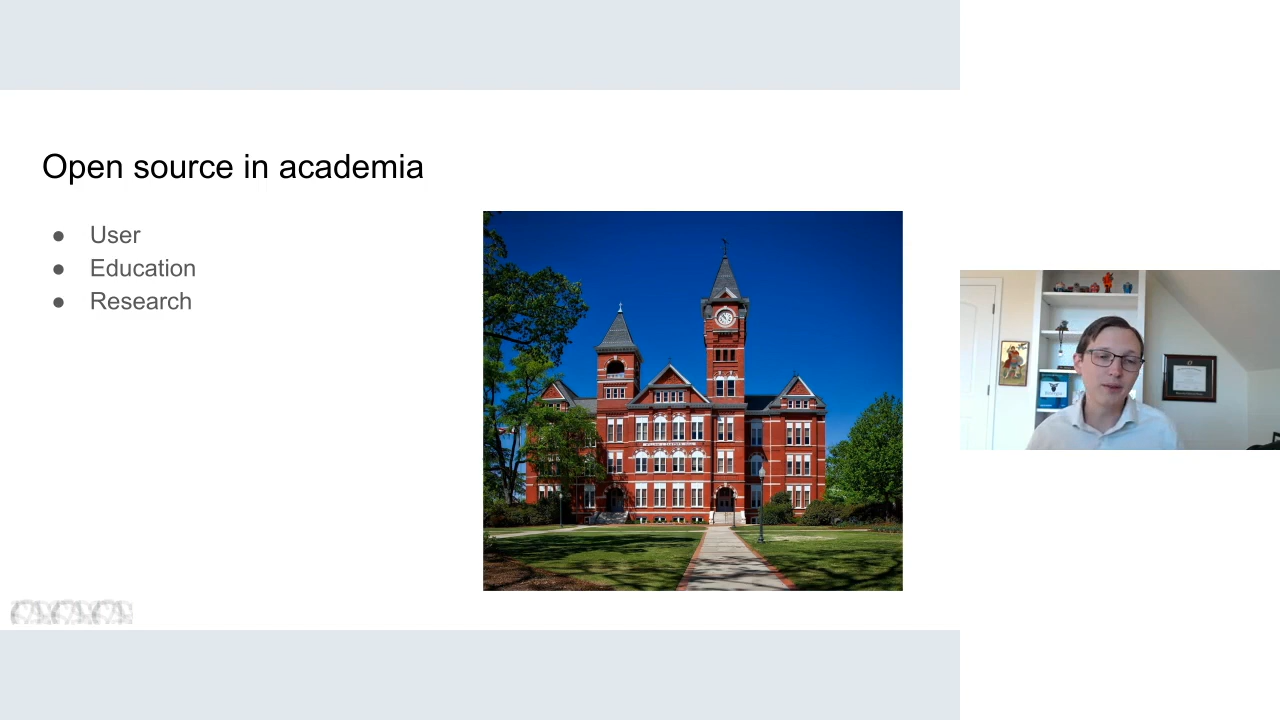 Open source in academia
● User
● Education
● Research